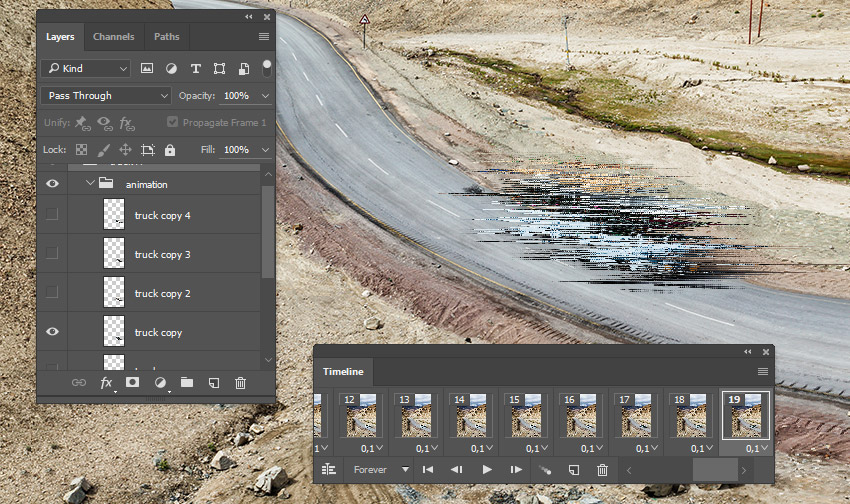 Layers Channels Paths
Kind
Pass Through Opacity: 100%
Unify: Propagate Frame 1
Lock: Fill: 100%
animation
truck copy 4
truck copy 3
truck copy 2
truck copy
fx
Timeline
12 13 14 15 16 17 18 19
0,1 0,1 0,1 0,1 0,1 0,1 0,1 0,1
Forever